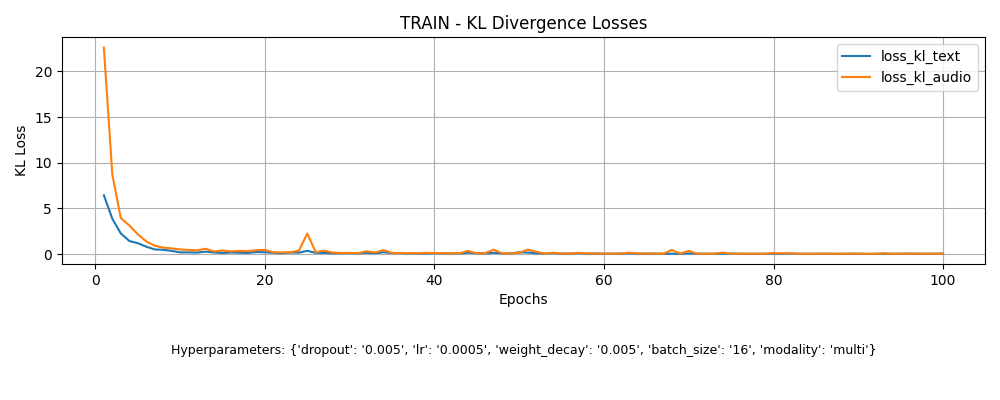 TRAIN - KL Divergence Losses
loss_kl_text
loss_kl_audio
KL Loss
20
15
10
5
0
0 20 40 60 80 100
Epochs
Hyperparameters: {'dropout': '0.005', 'lr': '0.0005', 'weight_decay': '0.005', 'batch_size': '16', 'modality': 'multi'}